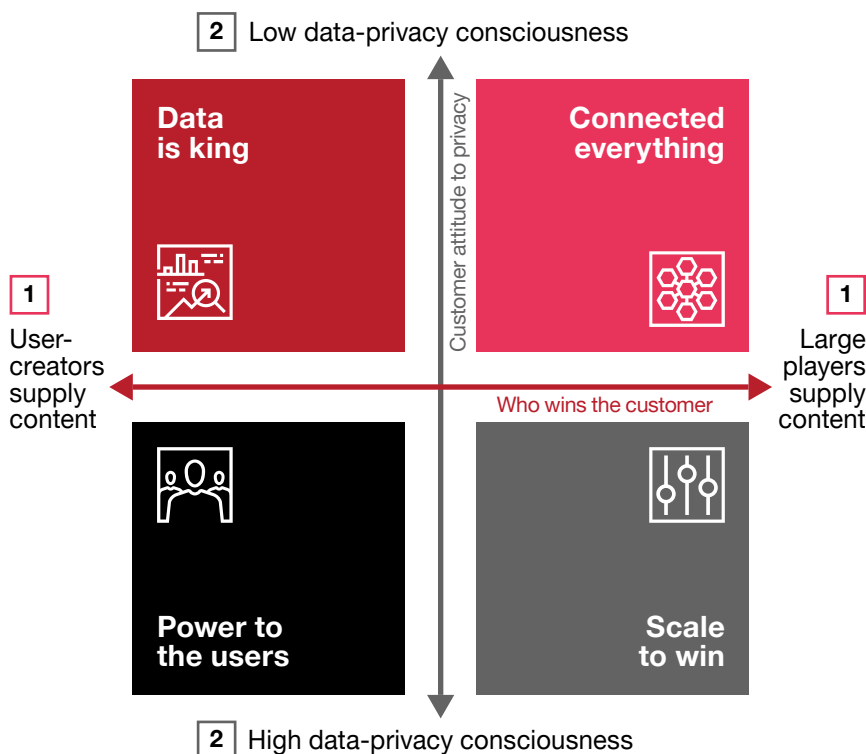 2 Low data-privacy consciousness
Data
is king
Customer attitude to privacy
Connected
everything
1
User-
creators
supply
content
1
Large
players
supply
content
Who wins the customer
Power to
the users
Scale
to win
2 High data-privacy consciousness